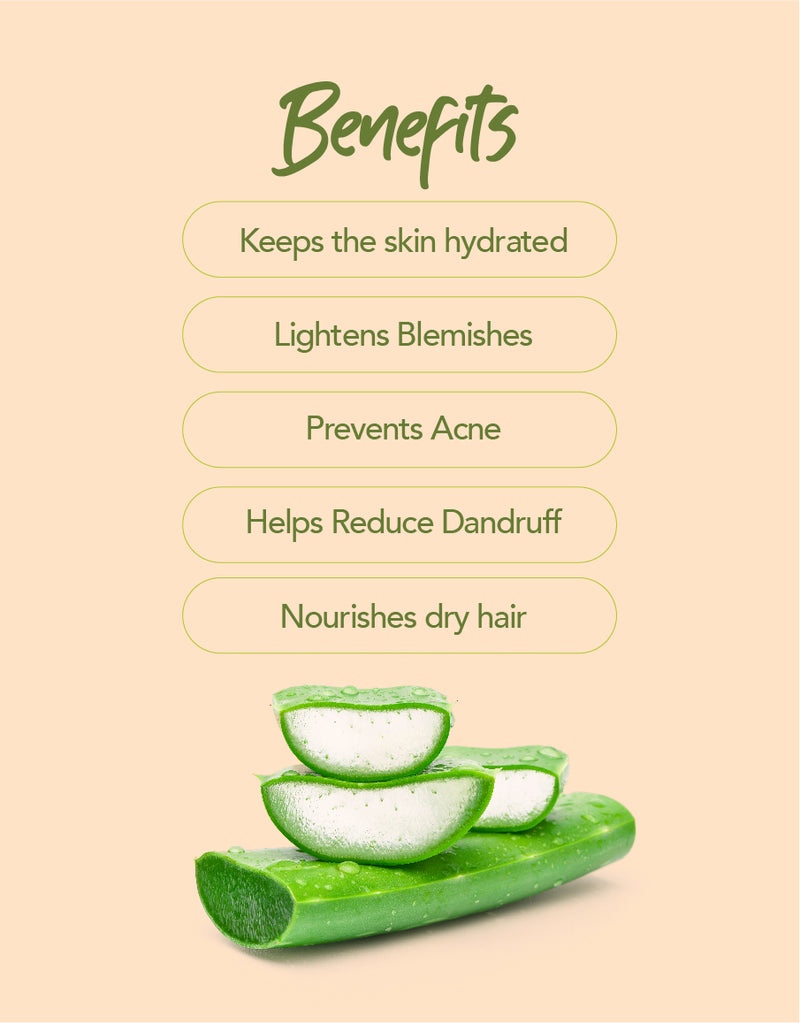 Benefits
Keeps the skin hydrated
Lightens Blemishes
Prevents Acne
Helps Reduce Dandruff
Nourishes dry hair